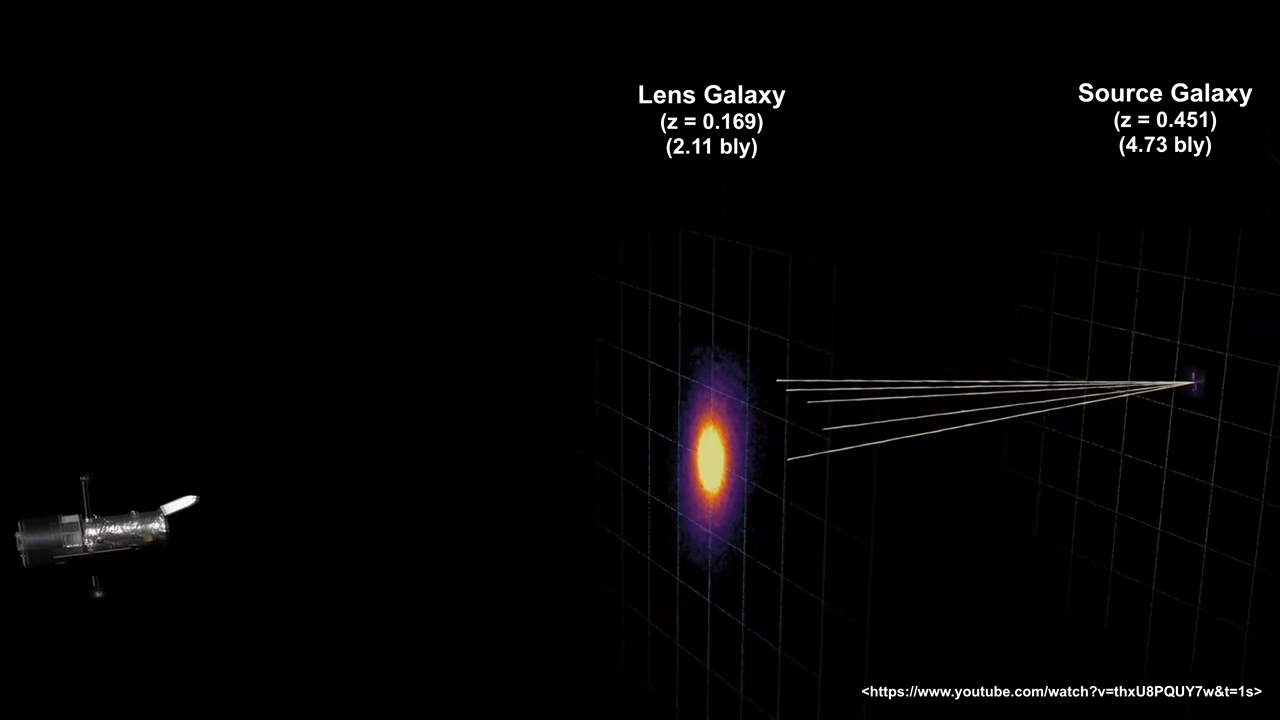 Lens Galaxy
(z = 0.169)
(2.11 bly)
Source Galaxy
(z = 0.451)
(4.73 bly)
<https://www.youtube.com/watch?v=thxU8PQUY7w&t=1s>